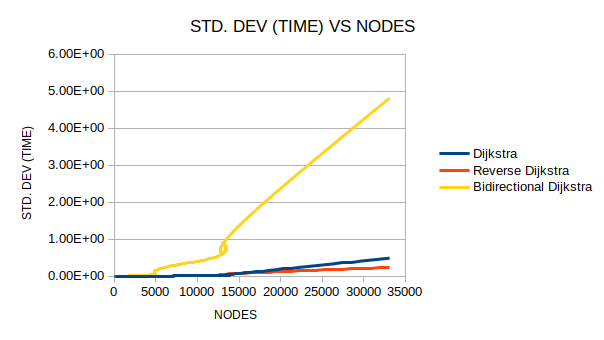 STD. DEV (TIME) VS NODES
6.00E+00
5.00E+00
4.00E+00
3.00E+00
2.00E+00
1.00E+00
0.00E+00
STD. DEV (TIME)
0 5000 10000 15000 20000 25000 30000 35000
NODES
Dijkstra
Reverse Dijkstra
Bidirectional Dijkstra